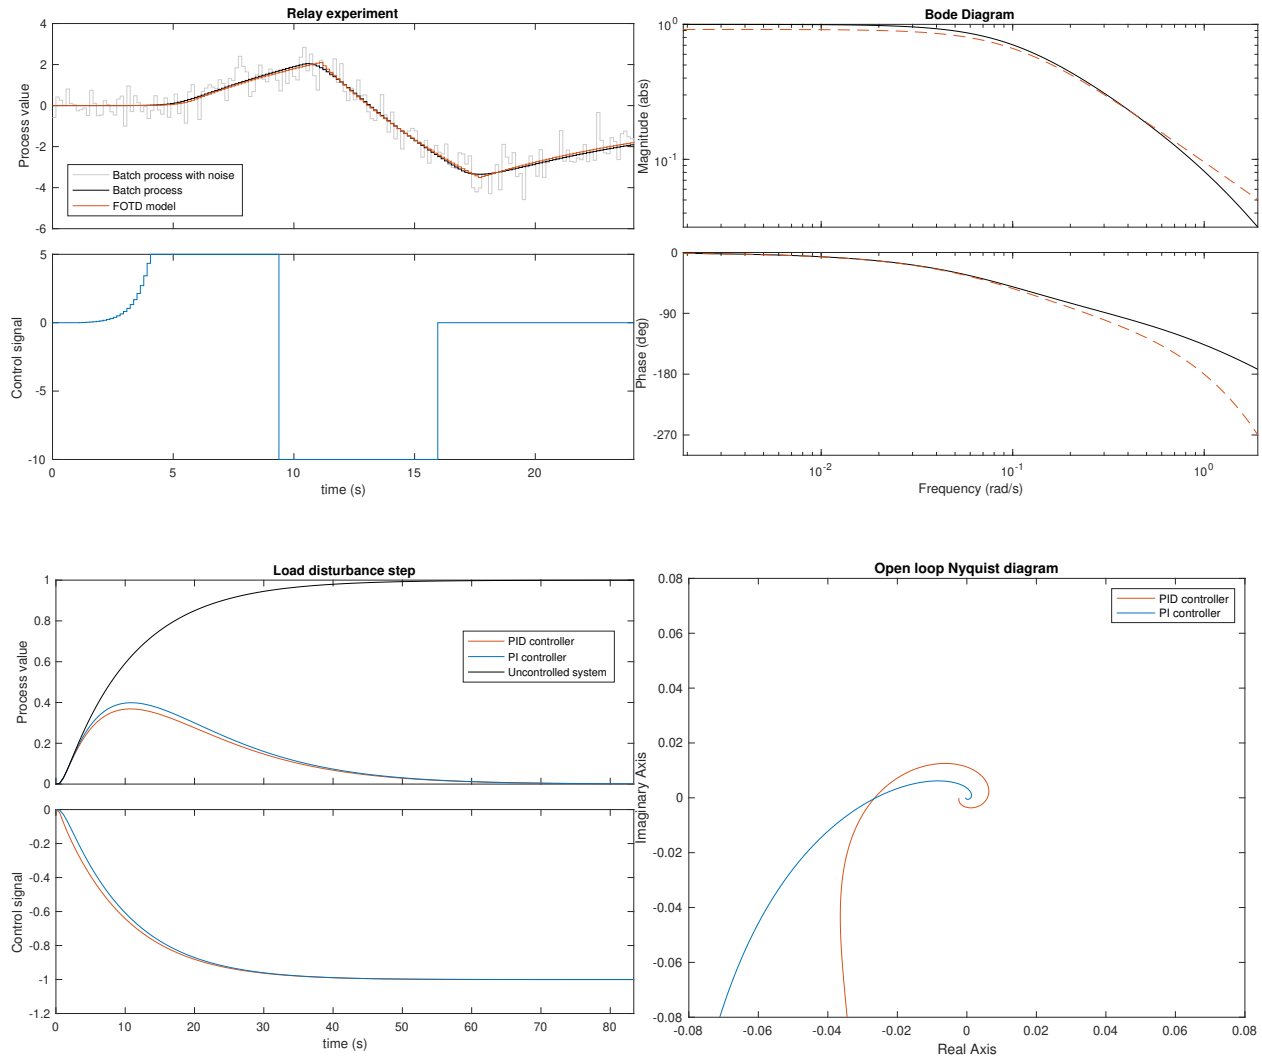 Relay experiment
4
2
0
-2
-4
-6
Process value
Batch process with noise
Batch process
FOTD model
5
0
-5
-10
Control signal
0
5
10
15
20
time (s)
Bode Diagram
10^0
10^-1
Magnitude (abs)
0
-90
-180
-270
Phase (deg)
10^-2
10^-1
10^0
Frequency (rad/s)
Load disturbance step
1
0.8
0.6
0.4
0.2
0
Process value
PID controller
PI controller
Uncontrolled system
0
-0.2
-0.4
-0.6
-0.8
-1
-1.2
Control signal
0
10
20
30
40
50
60
70
80
time (s)
Open loop Nyquist diagram
0.08
0.06
0.04
0.02
0
-0.02
-0.04
-0.06
-0.08
Imaginary Axis
PID controller
PI controller
-0.08
-0.06
-0.04
-0.02
0
0.02
0.04
0.06
0.08
Real Axis